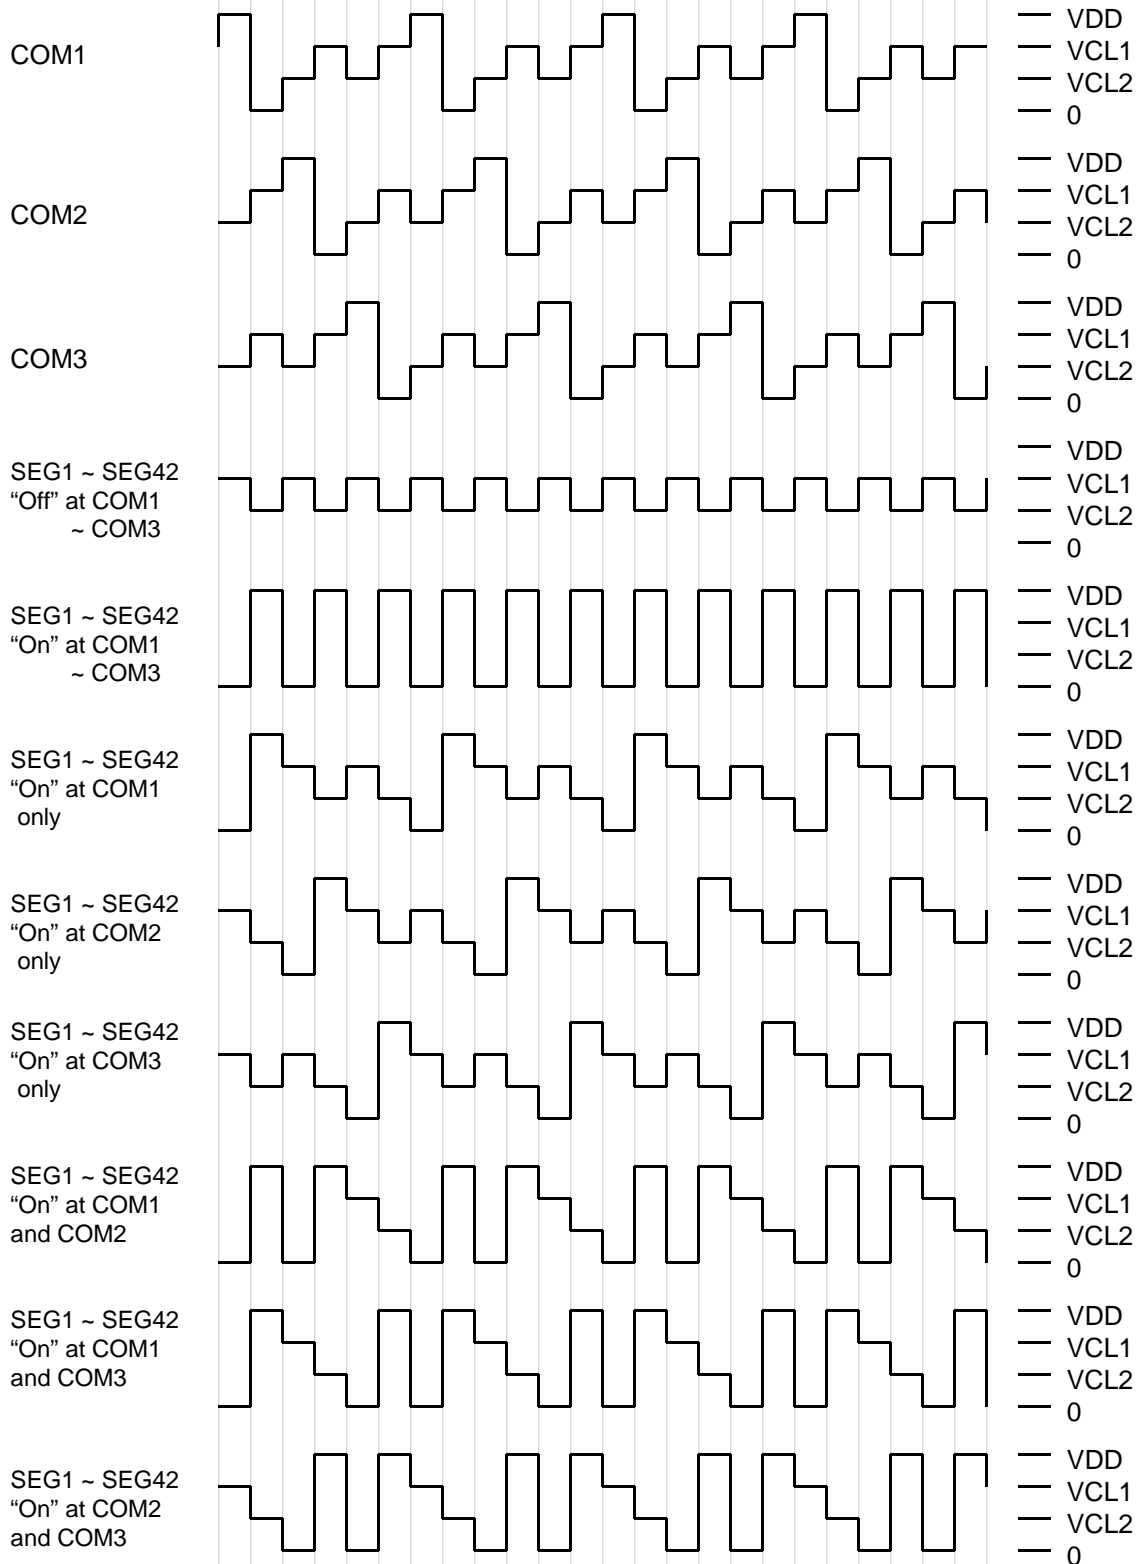 COM1
VDD
VCL1
VCL2
0
COM2
VDD
VCL1
VCL2
0
COM3
VDD
VCL1
VCL2
0
SEG1 ~ SEG42
“Off” at COM1
~ COM3
VDD
VCL1
VCL2
0
SEG1 ~ SEG42
“On” at COM1
~ COM3
VDD
VCL1
VCL2
0
SEG1 ~ SEG42
“On” at COM1
only
VDD
VCL1
VCL2
0
SEG1 ~ SEG42
“On” at COM2
only
VDD
VCL1
VCL2
0
SEG1 ~ SEG42
“On” at COM3
only
VDD
VCL1
VCL2
0
SEG1 ~ SEG42
“On” at COM1
and COM2
VDD
VCL1
VCL2
0
SEG1 ~ SEG42
“On” at COM1
and COM3
VDD
VCL1
VCL2
0
SEG1 ~ SEG42
“On” at COM2
and COM3
VDD
VCL1
VCL2
0